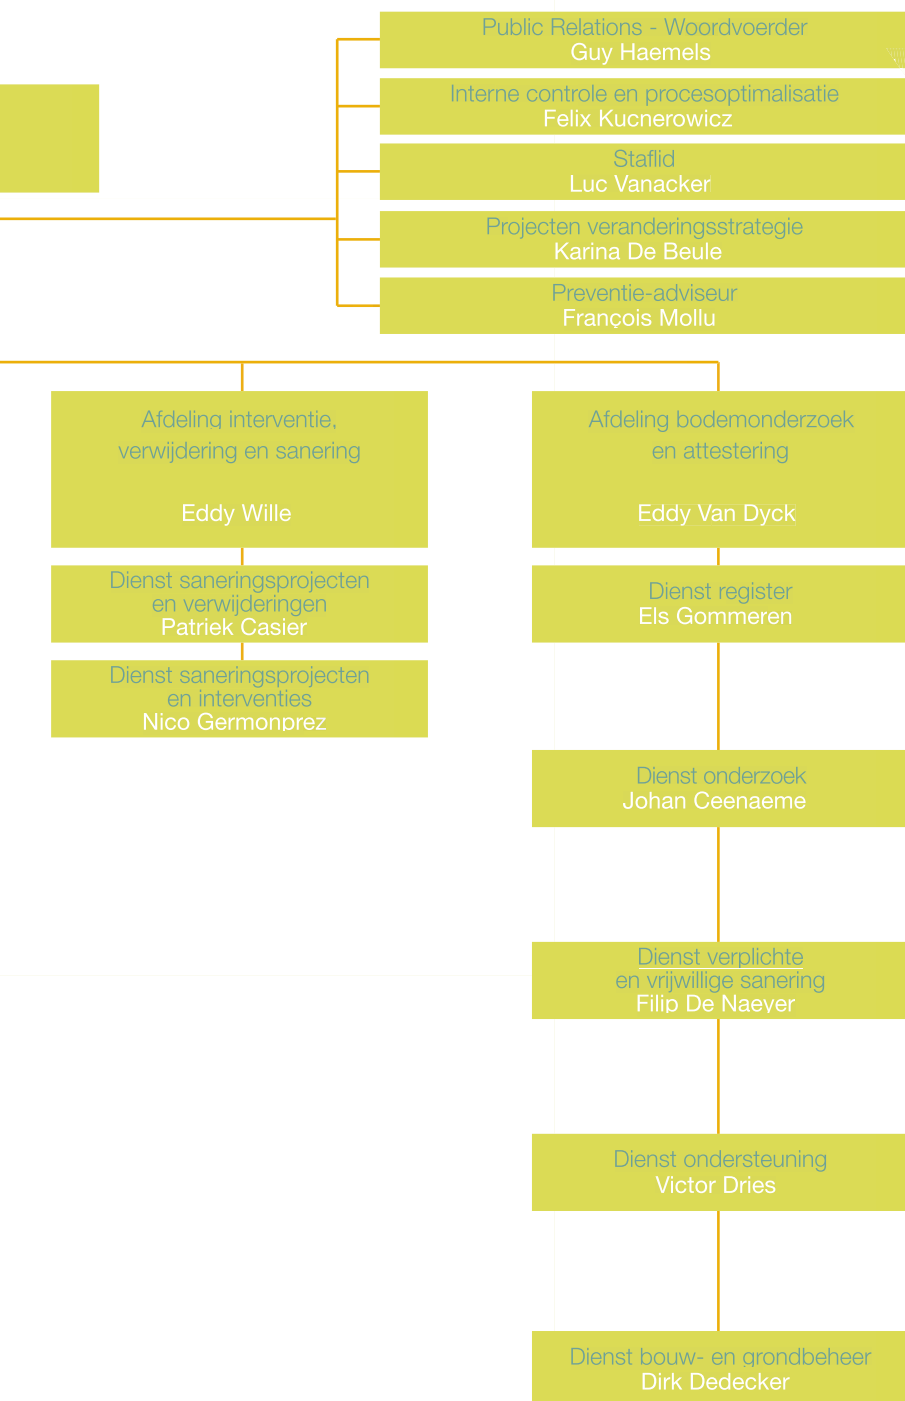 Public Relations - Woordvoerder
Guy Haemels
Interne controle en procesoptimalisatie
Felix Kucnerowicz
Staflid
Luc Vanacker
Projecten veranderingsstrategie
Karina De Beule
Preventie-adviseur
François Mollu
Afdeling interventie,
verwijdering en sanering
Eddy Wille
Dienst saneringsprojecten
en verwijderingen
Patriek Casier
Dienst saneringsprojecten
en interventies
Nico Germonprez
Afdeling bodemonderzoek
en attestering
Eddy Van Dyck
Dienst register
Els Gommeren
Dienst onderzoek
Johan Ceenaeme
Dienst verplichte
en vrijwillige sanering
Filip De Naeyer
Dienst ondersteuning
Victor Dries
Dienst bouw- en grondbeheer
Dirk Dedecker